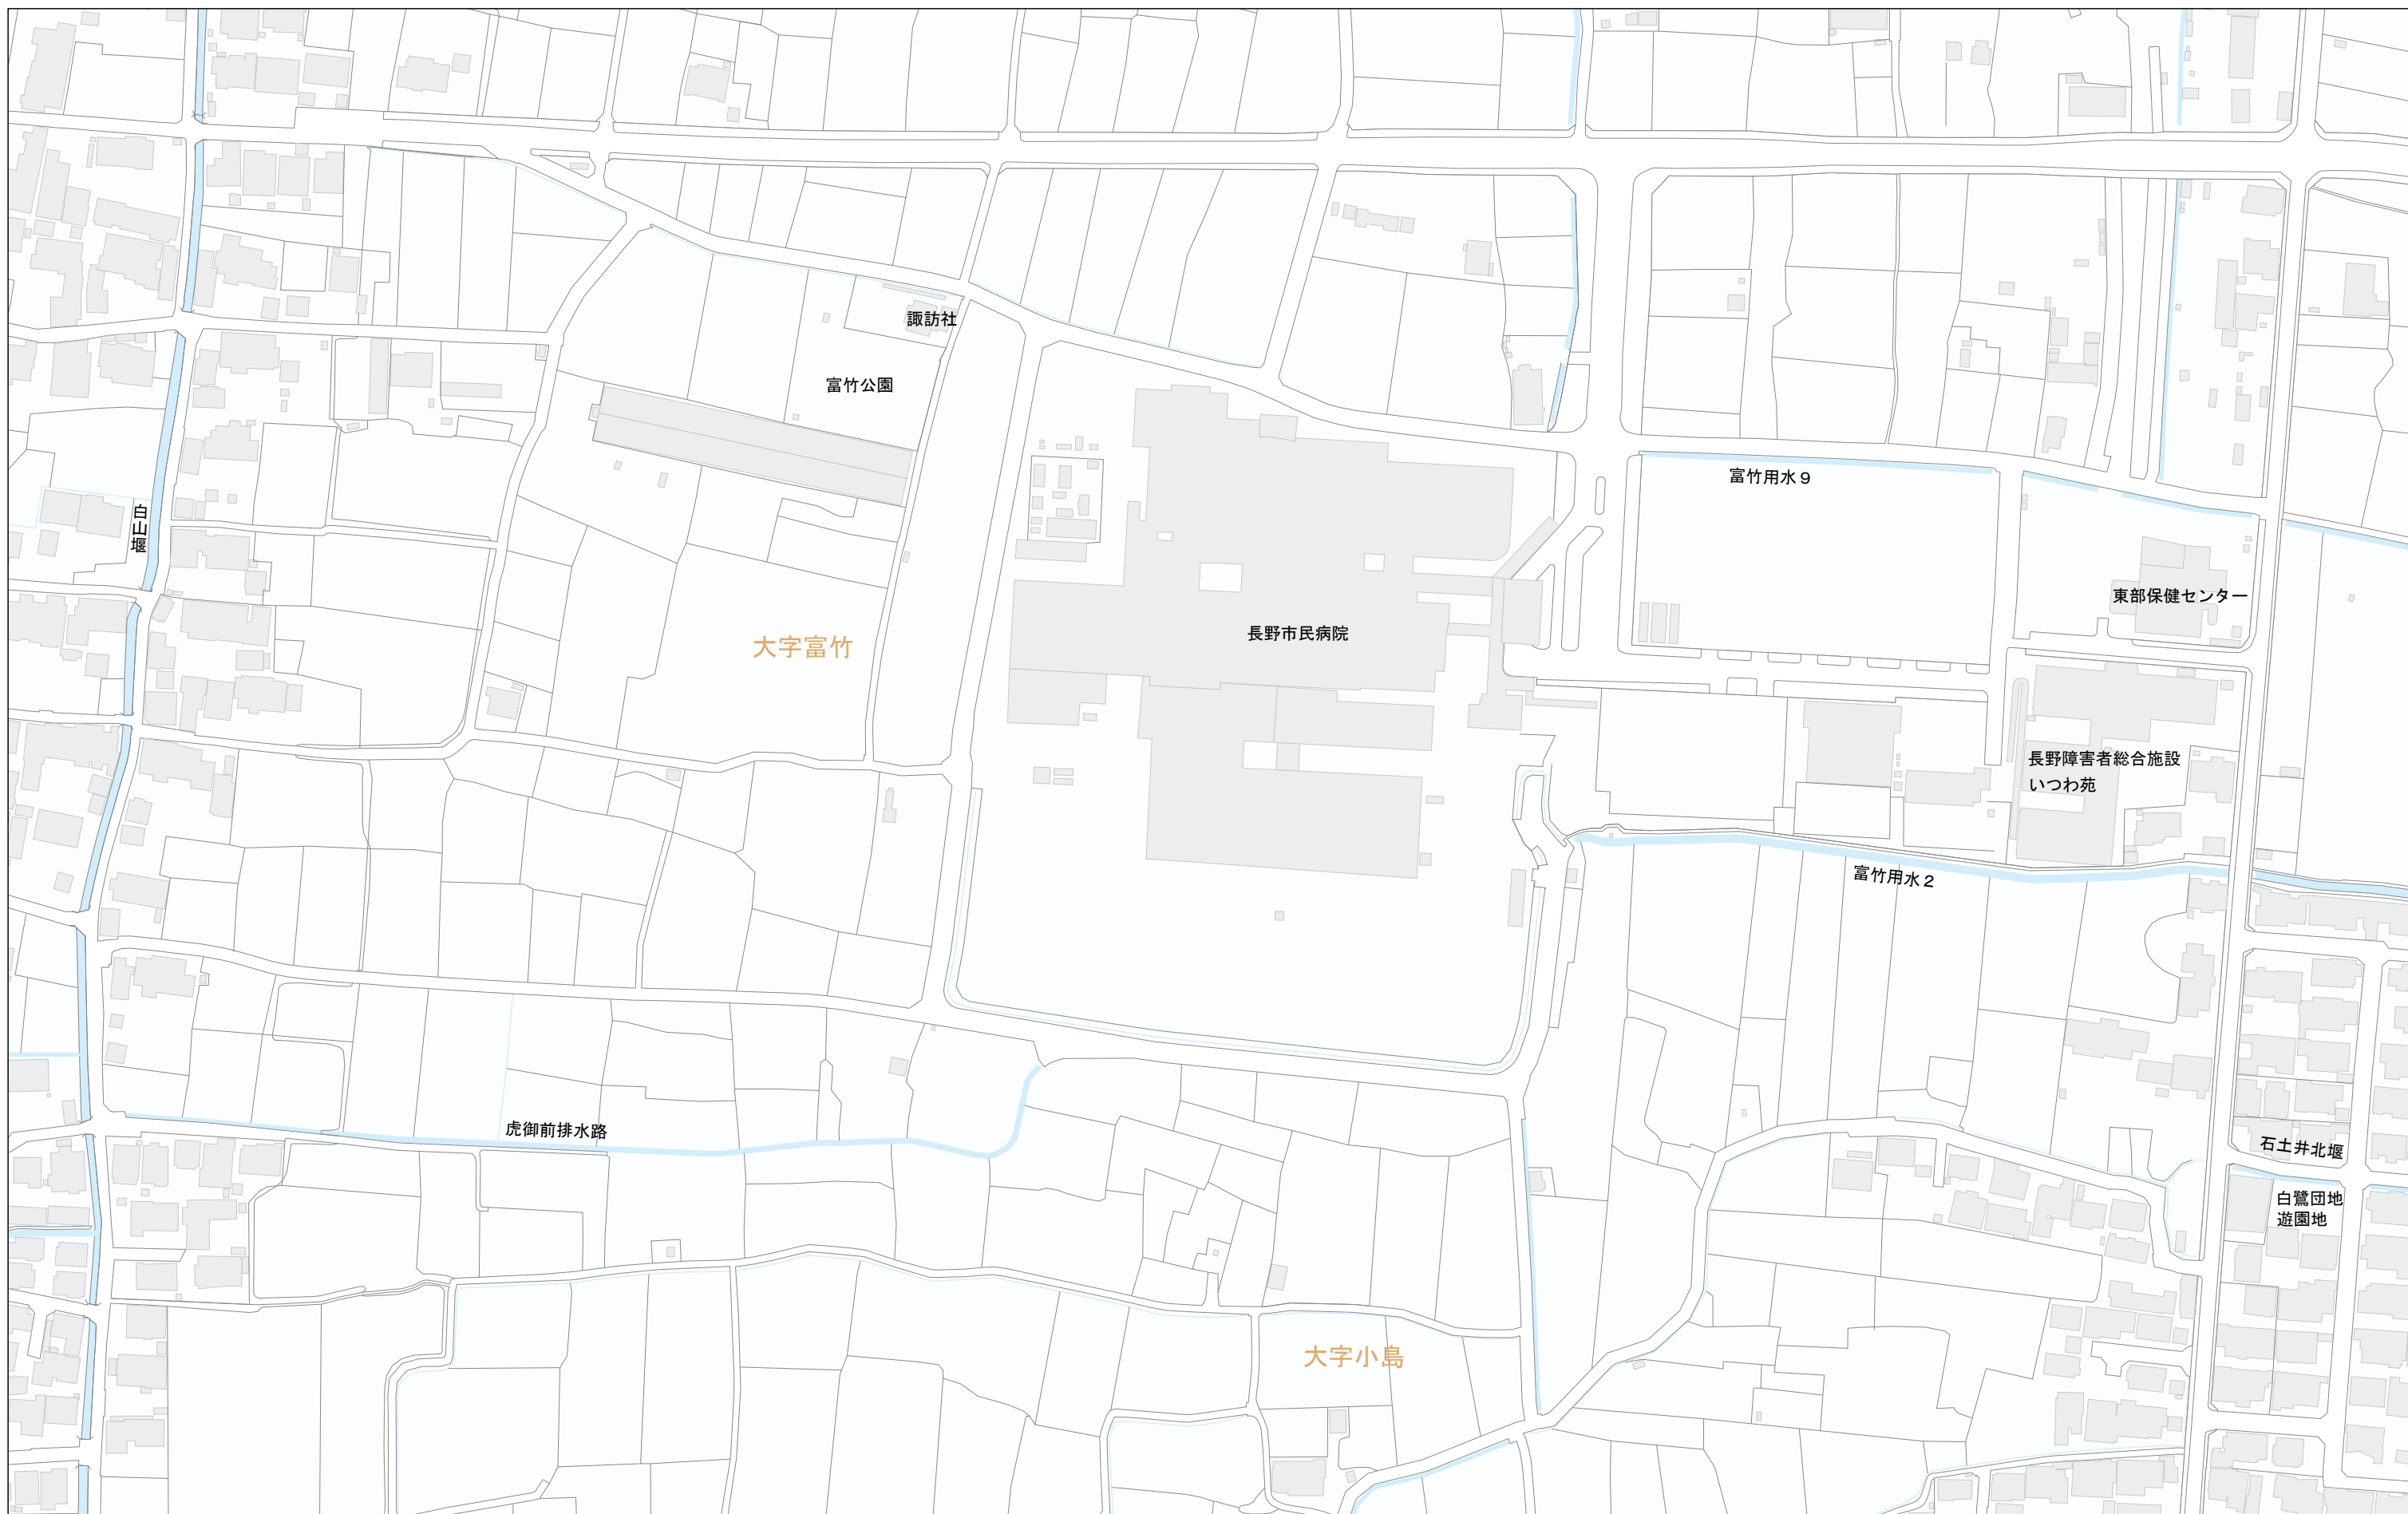 諏訪社
富竹公園
富竹用水9
白山堰
東部保健センター
長野市民病院
大字富竹
長野障害者総合施設
いつわ苑
富竹用水2
虎御前排水路
石土井北堰
白鷺団地
遊園地
大字小島